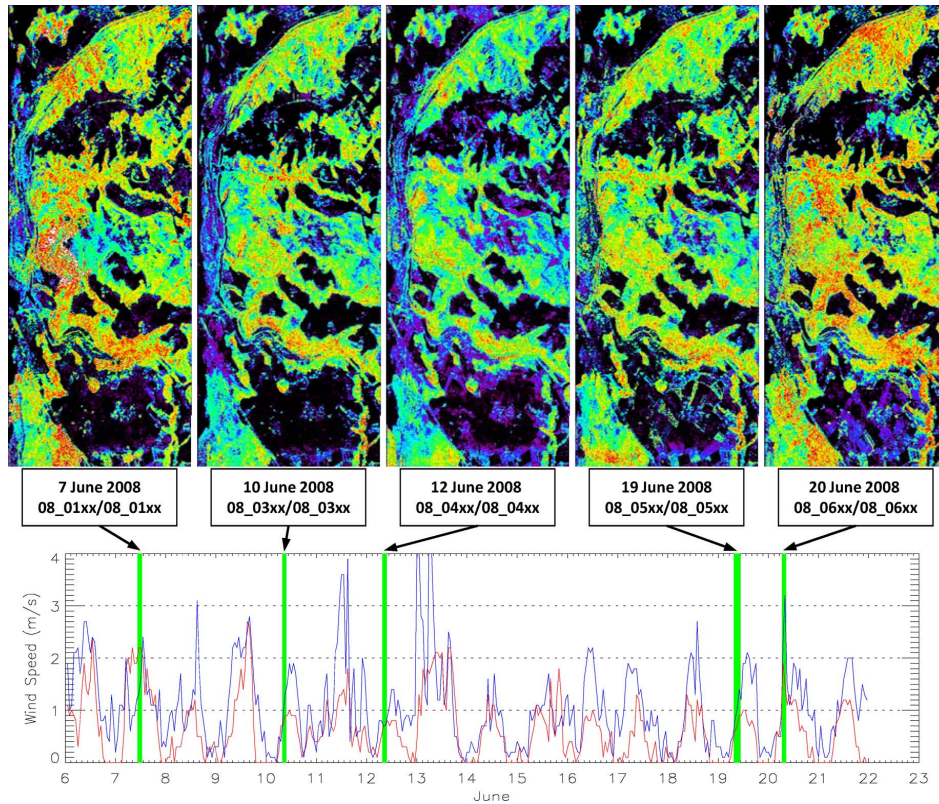 7 June 2008
08_01xx/08_01xx
10 June 2008
08_03xx/08_03xx
12 June 2008
08_04xx/08_04xx
19 June 2008
08_05xx/08_05xx
20 June 2008
08_06xx/08_06xx
Wind Speed (m/s)
4
3
2
1
0
6 7 8 9 10 11 12 13 14 15 16 17 18 19 20 21 22 23
June